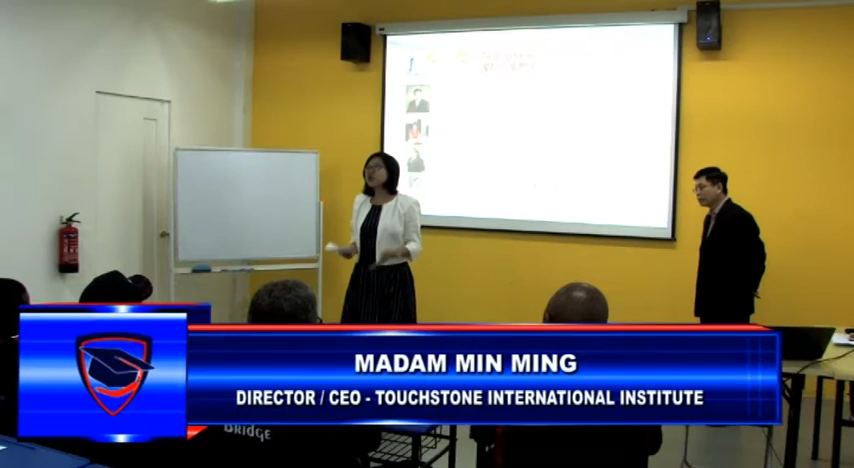 MADAM MIN MING
DIRECTOR / CEO - TOUCHSTONE INTERNATIONAL INSTITUTE
BRIDGE